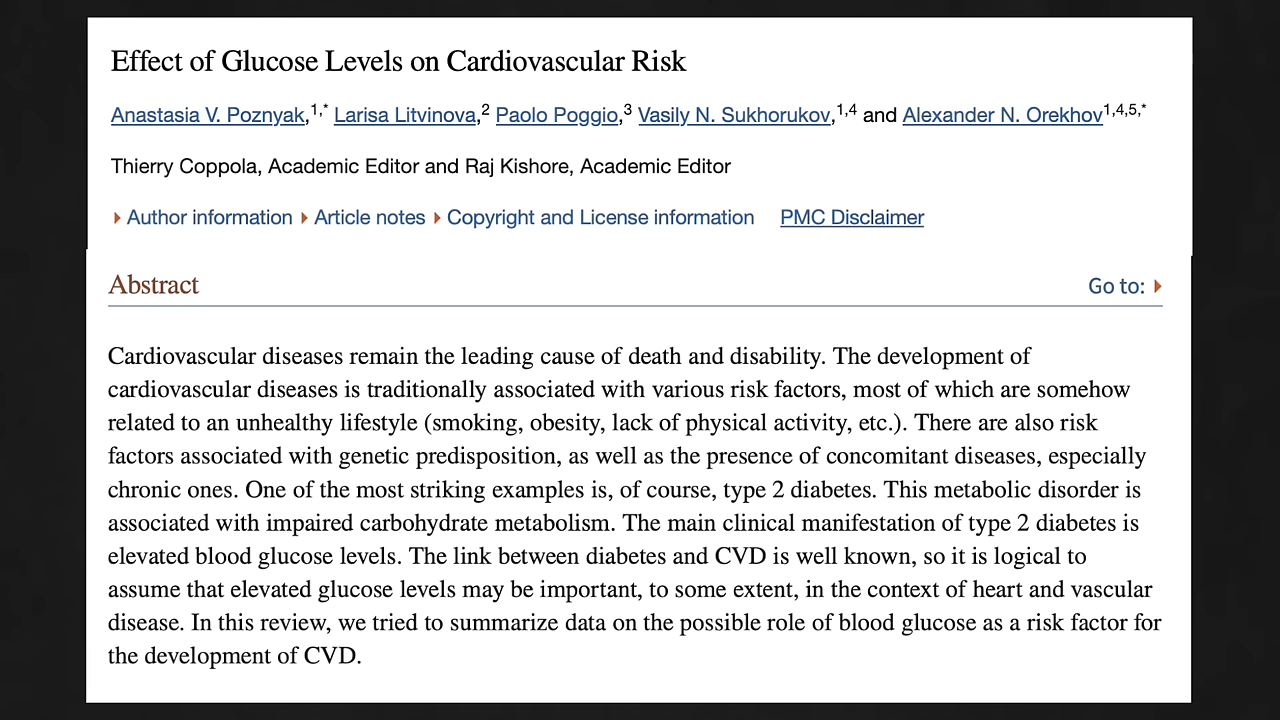 Effect of Glucose Levels on Cardiovascular Risk
Anastasia V. Poznyak,1,* Larisa Litvinova,2 Paolo Poggio,3 Vasily N. Sukhorukov,1,4 and Alexander N. Orekhov1,4,5,*
Thierry Coppola, Academic Editor and Raj Kishore, Academic Editor
Author information Article notes Copyright and License information PMC Disclaimer
Abstract Go to:
Cardiovascular diseases remain the leading cause of death and disability. The development of
cardiovascular diseases is traditionally associated with various risk factors, most of which are somehow
related to an unhealthy lifestyle (smoking, obesity, lack of physical activity, etc.). There are also risk
factors associated with genetic predisposition, as well as the presence of concomitant diseases, especially
chronic ones. One of the most striking examples is, of course, type 2 diabetes. This metabolic disorder is
associated with impaired carbohydrate metabolism. The main clinical manifestation of type 2 diabetes is
elevated blood glucose levels. The link between diabetes and CVD is well known, so it is logical to
assume that elevated glucose levels may be important, to some extent, in the context of heart and vascular
disease. In this review, we tried to summarize data on the possible role of blood glucose as a risk factor for
the development of CVD.